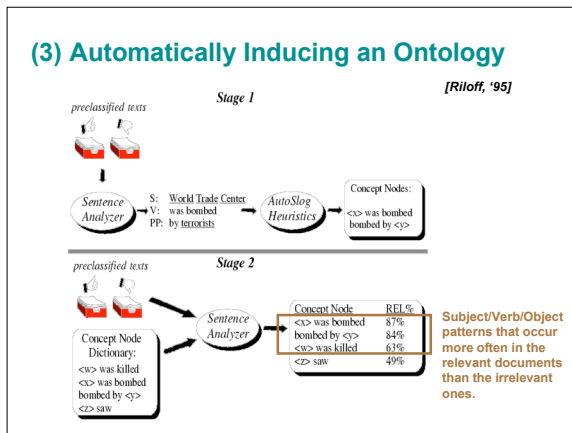 (3) Automatically Inducing an Ontology
[Riloff, '95]
Stage 1
preclassified texts
Sentence
Analyzer
S: World Trade Center
V: was bombed
PP: by terrorists
AutoSlog
Heuristics
Concept Nodes:
<x> was bombed
bombed by <y>
Stage 2
preclassified texts
Concept Node
Dictionary:
<w> was killed
<x> was bombed
bombed by <y>
<z> saw
Sentence
Analyzer
Concept Node REL%
<x> was bombed 87%
bombed by <y> 84%
<w> was killed 63%
<z> saw 49%
Subject/Verb/Object
patterns that occur
more often in the
relevant documents
than the irrelevant
ones.